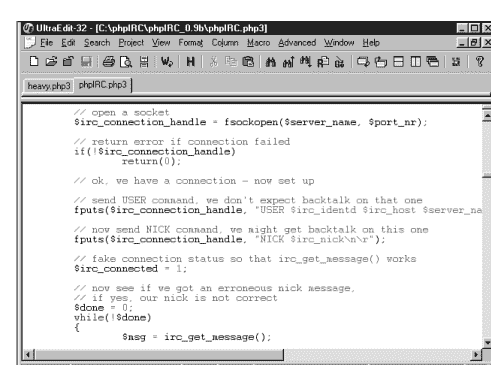 UltraEdit-32 - [C:\phpIRC\phpIRC_0.9b\phpIRC.php3]
File Edit Search Project View Format Column Macro Advanced Window Help
heavy.php3 phpIRC.php3
// open a socket
$irc_connection_handle = fsockopen($server_name, $port_nr);
// return error if connection failed
if(!$irc_connection_handle)
return(0);
// ok, we have a connection - now set up
// send USER command, we don't expect backtalk on that one
fputs($irc_connection_handle, "USER $irc_identd $irc_host $server_na
// now send NICK command, we might get backtalk on this one
fputs($irc_connection_handle, "NICK $irc_nick\n\r");
// fake connection status so that irc_get_message() works
$irc_connected = 1;
// now see if we got an erroneous nick message,
// if yes, our nick is not correct
$done = 0;
while(!$done)
{
$msg = irc_get_message();